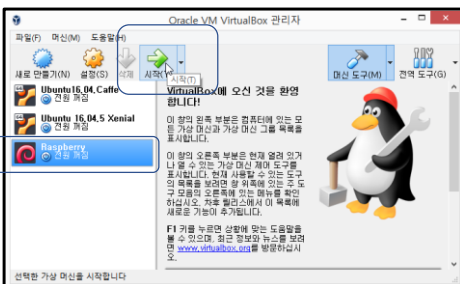 Oracle VM VirtualBox 관리자
파일(F) 머신(M) 도움말(H)
새로 만들기(N) 설정(S) 삭제 시작(T) 머신 도구(M) 전역 도구(G)
시작(T)
Ubuntu16,04,Caffe
전원 꺼짐
Ubuntu 16,04,5 Xenial
전원 꺼짐
Raspberry
전원 꺼짐
VirtualBox에 오신 것을 환영
합니다!
이 창의 왼쪽 부분은 컴퓨터에 있는 모
든 가상 머신과 가상 머신 그룹 목록을
표시합니다.
이 창의 오른쪽 부분은 현재 열려 있거
나 열 수 있는 가상 머신 제어 도구를
표시합니다. 현재 사용할 수 있는 도구
의 목록을 보려면 창 위쪽에 있는 주 도
구 모음의 오른쪽에 있는 메뉴를 확인
하십시오. 차후 릴리스에서 이 목록에
새로운 기능이 추가됩니다.
F1 키를 누르면 상황에 맞는 도움말을
볼 수 있으며, 최근 정보와 뉴스를 보려
면 www.virtualbox.org를 방문하십시
오.
선택한 가상 머신을 시작합니다